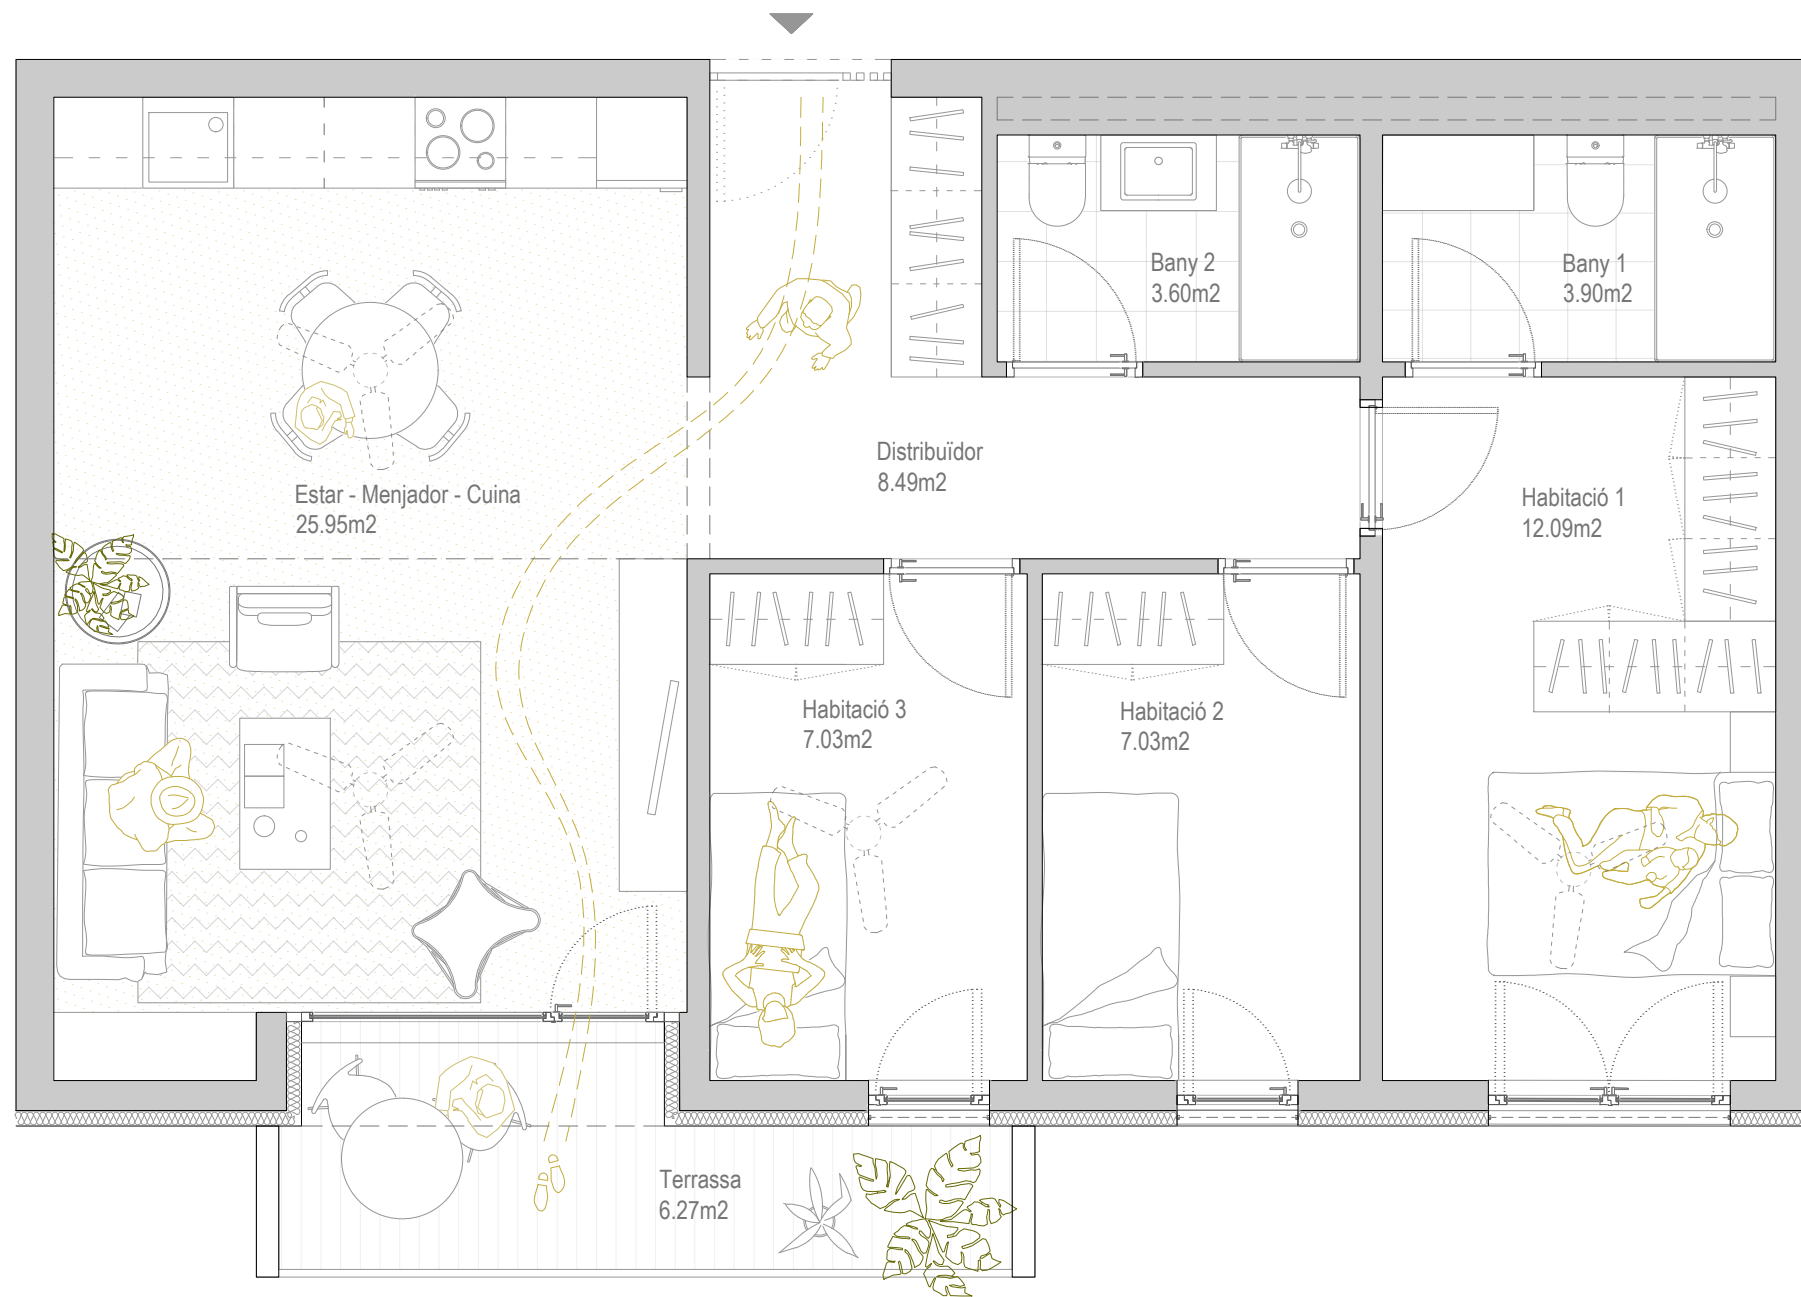 Bany 2
3.60m2
Bany 1
3.90m2
Distribuïdor
8.49m2
Estar - Menjador - Cuina
25.95m2
Habitació 1
12.09m2
Habitació 3
7.03m2
Habitació 2
7.03m2
Terrassa
6.27m2